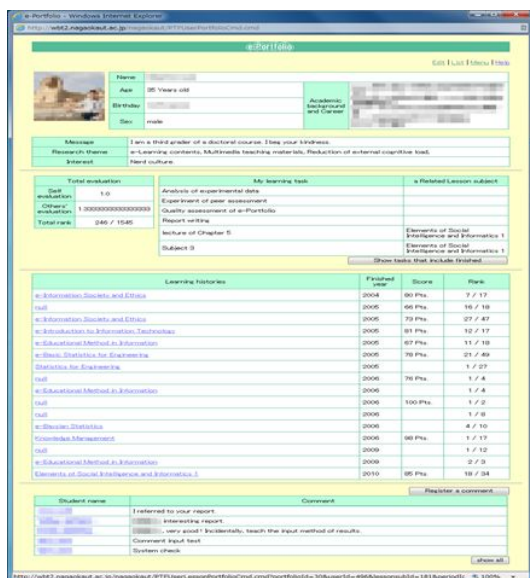 e-Portfolio - Windows Internet Explorer
e-Portfolio
Edit | List | Menu | Help
Name
Age 35 Years old
Birthday
Sex male
Academic background and Career
Message I am a third grader of a doctoral course. I beg your kindness.
Research theme e-Learning contents, Multimedia teaching materials, Reduction of external cognitive load,
Interest Nerd culture.
Total evaluation
Self evaluation 1.0
Others' evaluation
Total rank 246 / 1545
My learning task a Related Lesson subject
Analysis of experimental data
Experiment of peer assessment
Quality assessment of e-Portfolio
Report writing
lecture of Chapter 5 Elements of Social Intelligence and Informatics 1
Subject 3 Elements of Social Intelligence and Informatics 1
Show tasks that include finished
Learning histories Finished year Score Rank
e-Information Society and Ethics 2004 80 Pts. 7 / 17
null 2005 66 Pts. 16 / 18
e-Information Society and Ethics 2005 73 Pts. 27 / 47
e-Introduction to Information Technology 2005 81 Pts. 12 / 17
e-Educational Method in Information 2005 67 Pts. 11 / 18
e-Basic Statistics for Engineering 2005 78 Pts. 21 / 49
Statistics for Engineering 2005 1 / 27
null 2006 76 Pts. 1 / 4
e-Educational Method in Information 2006 1 / 4
null 2006 100 Pts. 1 / 2
null 2006 1 / 8
e-Bayesian Statistics 2006 4 / 10
Knowledge Management 2006 98 Pts. 1 / 17
null 2009 1 / 12
e-Educational Method in Information 2009 2 / 3
Elements of Social Intelligence and Informatics 1 2010 85 Pts. 18 / 34
Register a comment
Student name Comment
I referred to your report.
, interesting report.
, very good! Incidentally, teach the input method of results.
Comment input test
System check
show all
100%